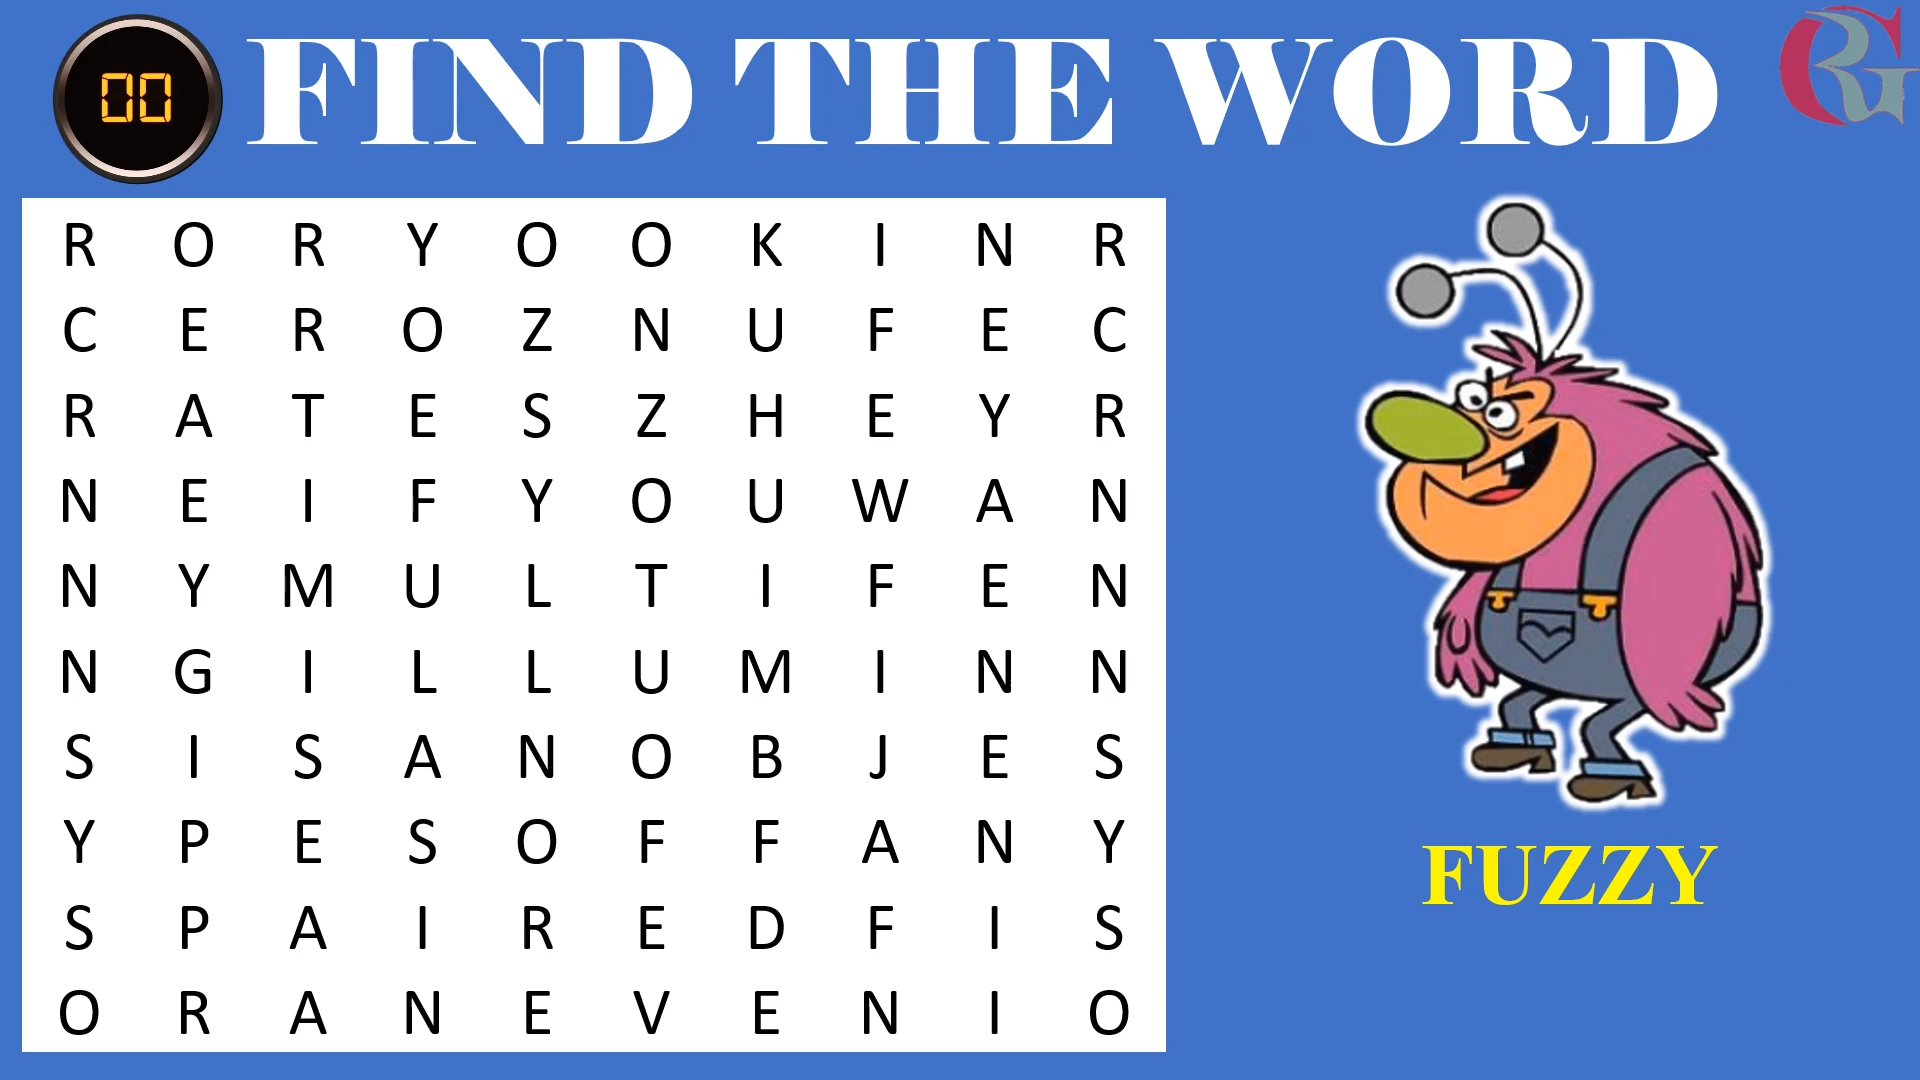 00
FIND THE WORD
R O R Y O O K I N R
C E R O Z N U F E C
R A T E S Z H E Y R
N E I F Y O U W A N
N Y M U L T I F E N
N G I L L U M I N N
S I S A N O B J E S
Y P E S O F F A N Y
S P A I R E D F I S
O R A N E V E N I O
FUZZY